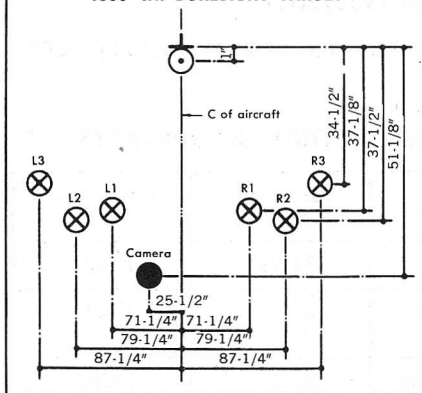 1"
C of aircraft
34-1/2"
37-1/8"
37-1/2"
51-1/8"
L3
R3
L2
L1
R1
R2
Camera
25-1/2"
71-1/4" 71-1/4"
79-1/4" 79-1/4"
87-1/4" 87-1/4"